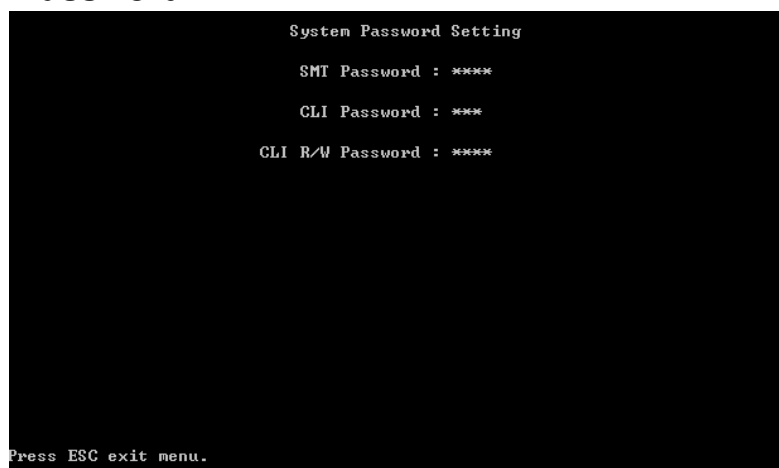 System Password Setting
SMT Password : ****
CLI Password : ***
CLI R/W Password : ****
Press ESC exit menu.